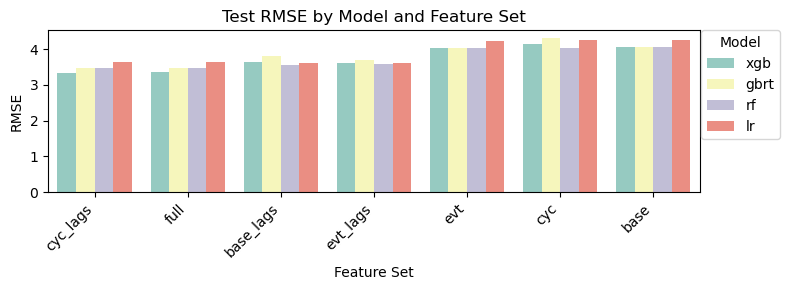 Test RMSE by Model and Feature Set
RMSE
4
3
2
1
0
cyc_lags
full
base_lags
evt_lags
evt
cyc
base
Feature Set
Model
xgb
gbrt
rf
lr